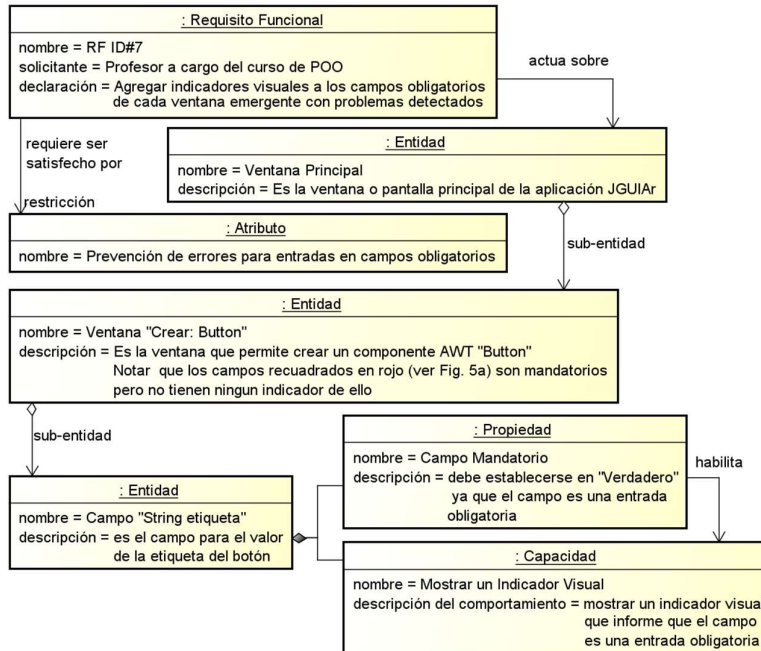 : Requisito Funcional
nombre = RF ID#7
solicitante = Profesor a cargo del curso de POO
declaración = Agregar indicadores visuales a los campos obligatorios
de cada ventana emergente con problemas detectados
actua sobre
requiere ser
satisfecho por
restricción
: Entidad
nombre = Ventana Principal
descripción = Es la ventana o pantalla principal de la aplicación JGUIAr
: Atributo
nombre = Prevención de errores para entradas en campos obligatorios
sub-entidad
: Entidad
nombre = Ventana "Crear: Button"
descripción = Es la ventana que permite crear un componente AWT "Button"
Notar que los campos recuadrados en rojo (ver Fig. 5a) son mandatorios
pero no tienen ningun indicador de ello
sub-entidad
: Entidad
nombre = Campo "String etiqueta"
descripción = es el campo para el valor
de la etiqueta del botón
: Propiedad
nombre = Campo Mandatorio
descripción = debe establecerse en "Verdadero"
ya que el campo es una entrada
obligatoria
habilita
: Capacidad
nombre = Mostrar un Indicador Visual
descripción del comportamiento = mostrar un indicador visua
que informe que el campo
es una entrada obligatoria